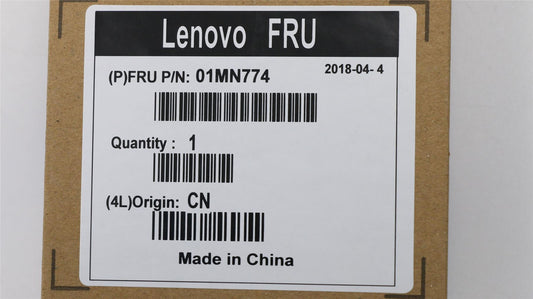 Lenovo FRU
2018-04- 4
(P)FRU P/N: 01MN774
Quantity : 1
(4L)Origin: CN
Made in China